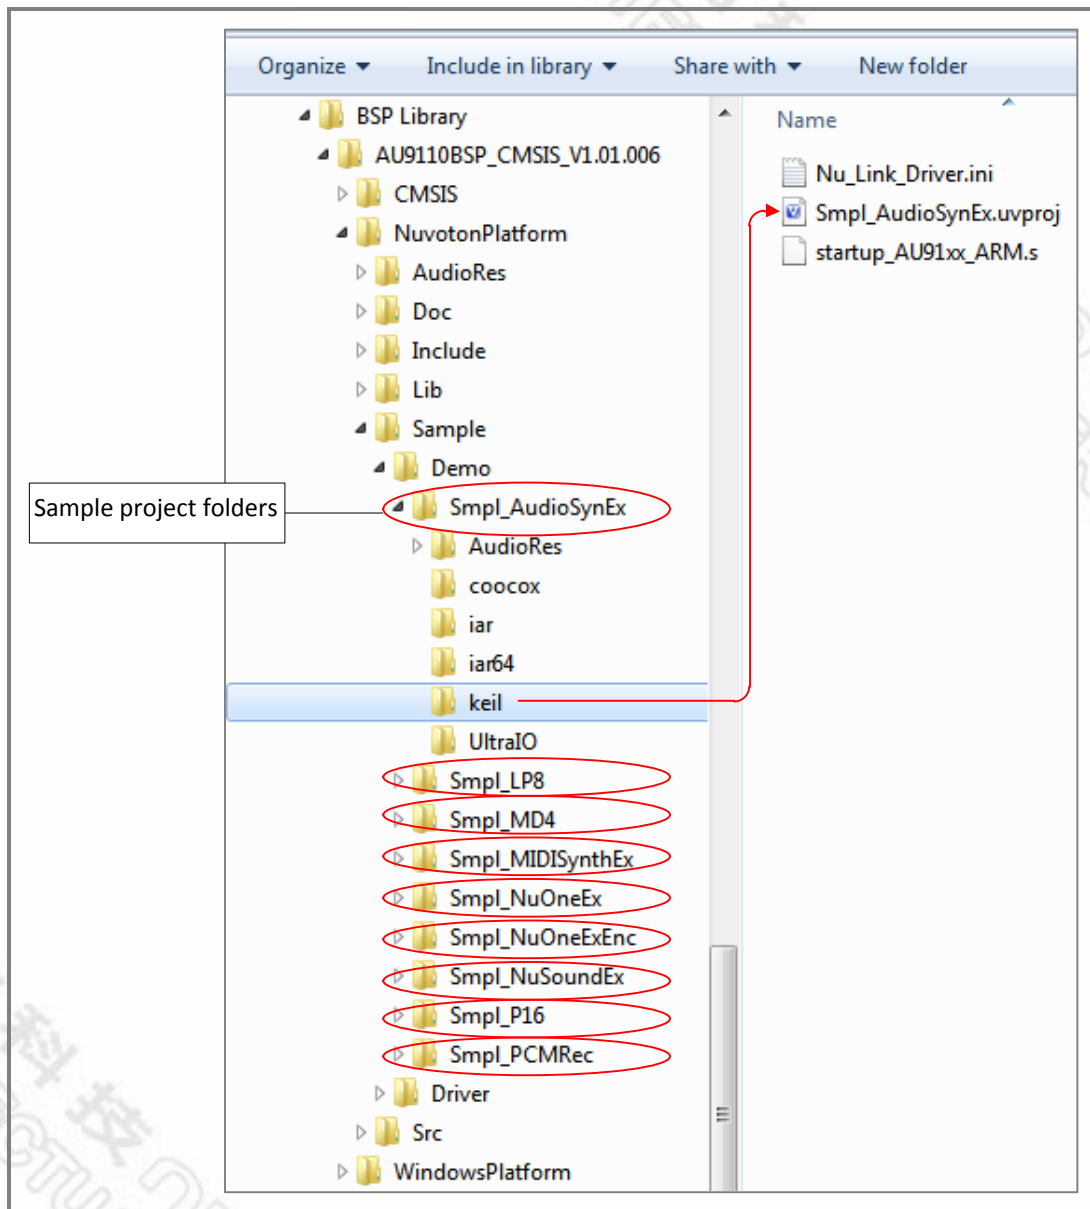 Organize Include in library Share with New folder
BSP Library
AU9110BSP_CMSIS_V1.01.006
CMSIS
NuvotonPlatform
AudioRes
Doc
Include
Lib
Sample
Demo
Smpl_AudioSynEx
AudioRes
coocox
iar
iar64
keil
UltraIO
Smpl_LP8
Smpl_MD4
Smpl_MIDISynthEx
Smpl_NuOneEx
Smpl_NuOneExEnc
Smpl_NuSoundEx
Smpl_P16
Smpl_PCMRec
Driver
Src
WindowsPlatform
Name
Nu_Link_Driver.ini
Smpl_AudioSynEx.uvproj
startup_AU91xx_ARM.s
Sample project folders